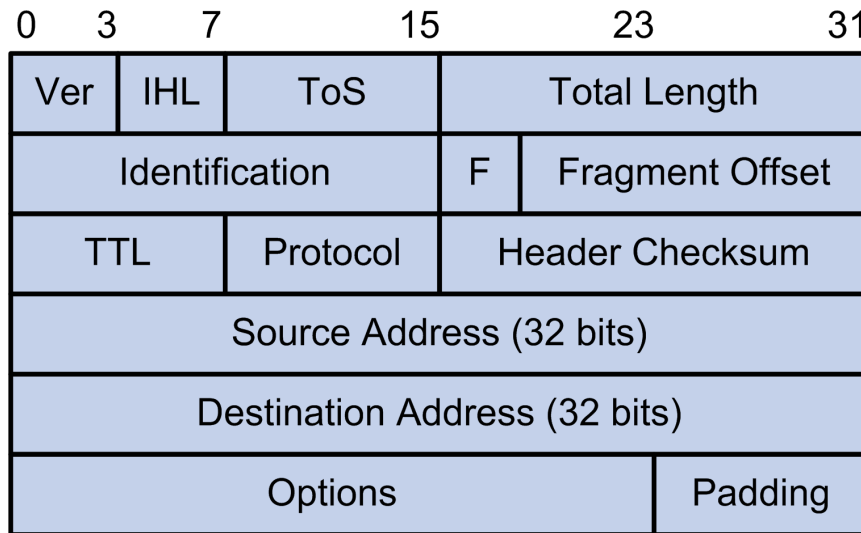 0 3 7 15 23 31
Ver IHL ToS Total Length
Identification F Fragment Offset
TTL Protocol Header Checksum
Source Address (32 bits)
Destination Address (32 bits)
Options Padding